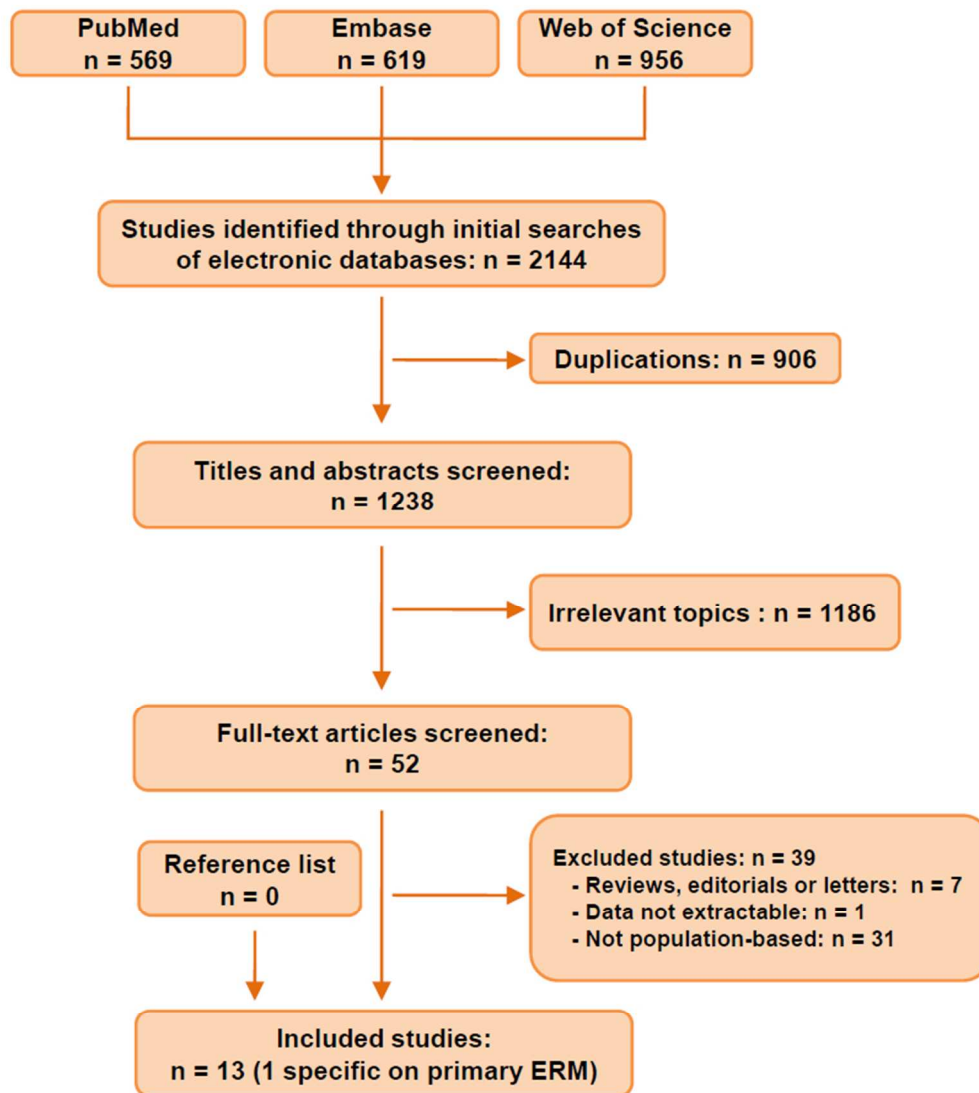 PubMed
n = 569
Embase
n = 619
Web of Science
n = 956
Studies identified through initial searches
of electronic databases: n = 2144
Duplications: n = 906
Titles and abstracts screened:
n = 1238
Irrelevant topics : n = 1186
Full-text articles screened:
n = 52
Reference list
n = 0
Excluded studies: n = 39
- Reviews, editorials or letters: n = 7
- Data not extractable: n = 1
- Not population-based: n = 31
Included studies:
n = 13 (1 specific on primary ERM)